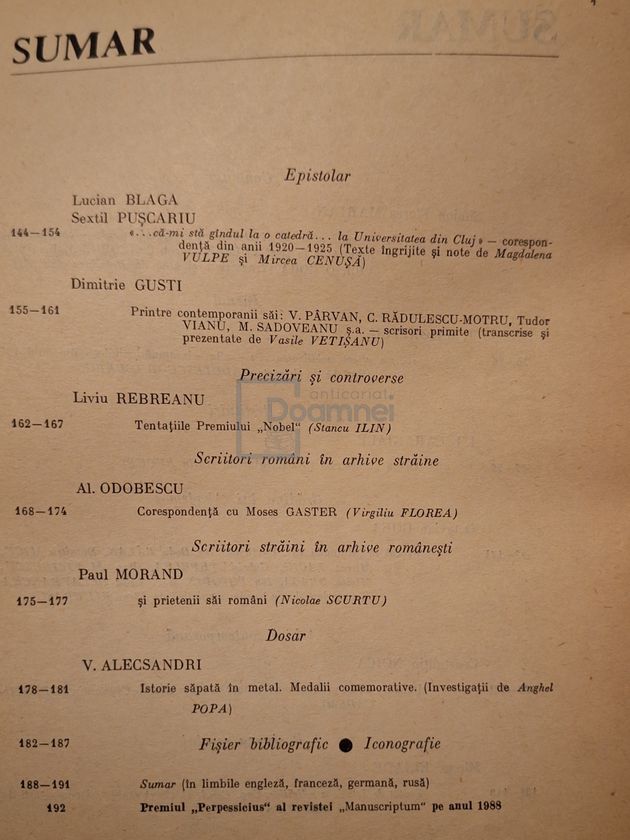 SUMAR
Epistolar
Lucian BLAGA
Sextil PUŞCARIU
144—154 «...că-mi stă gîndul la o catedră... la Universitatea din Cluj» — corespon-
denţă din anii 1920—1925 (Texte îngrijite şi note de Magdalena
VULPE şi Mircea CENUŞĂ)
Dimitrie GUSTI
155—161 Printre contemporanii săi: V. PÂRVAN, C. RĂDULESCU-MOTRU, Tudor
VIANU, M. SADOVEANU ş.a. — scrisori primite (transcrise şi
prezentate de Vasile VETIŞANU)
Precizări şi controverse
Liviu REBREANU
162—167 Tentaţiile Premiului „Nobel“ (Stancu ILIN)
anticariat
Doamnei
Scriitori români în arhive străine
Al. ODOBESCU
168—174 Corespondenţă cu Moses GASTER (Virgiliu FLOREA)
Scriitori străini în arhive româneşti
Paul MORAND
175—177 şi prietenii săi români (Nicolae SCURTU)
Dosar
V. ALECSANDRI
178—181 Istorie săpată în metal. Medalii comemorative. (Investigaţii de Anghel
POPA)
182—187 Fişier bibliografic ● Iconografie
188—191 Sumar (în limbile engleză, franceză, germană, rusă)
192 Premiul „Perpessicius“ al revistei „Manuscriptum“ pe anul 1988